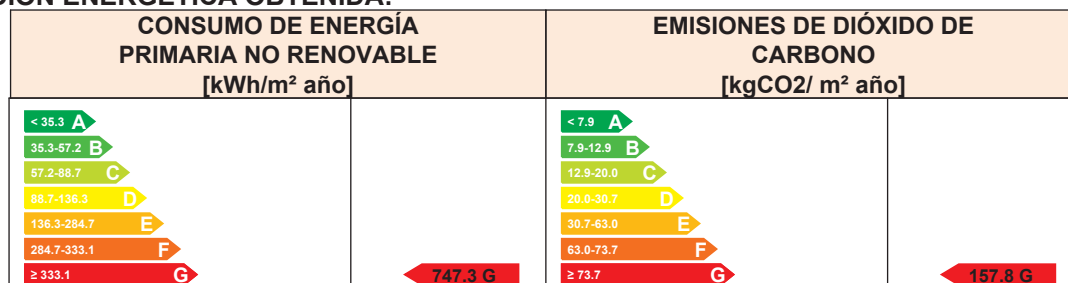 CONSUMO DE ENERGÍA
PRIMARIA NO RENOVABLE
[kWh/m² año]
EMISIONES DE DIÓXIDO DE
CARBONO
[kgCO2/ m² año]
< 35.3 A
35.3-57.2 B
57.2-88.7 C
88.7-136.3 D
136.3-284.7 E
284.7-333.1 F
≥ 333.1 G
747.3 G
< 7.9 A
7.9-12.9 B
12.9-20.0 C
20.0-30.7 D
30.7-63.0 E
63.0-73.7 F
≥ 73.7 G
157.8 G